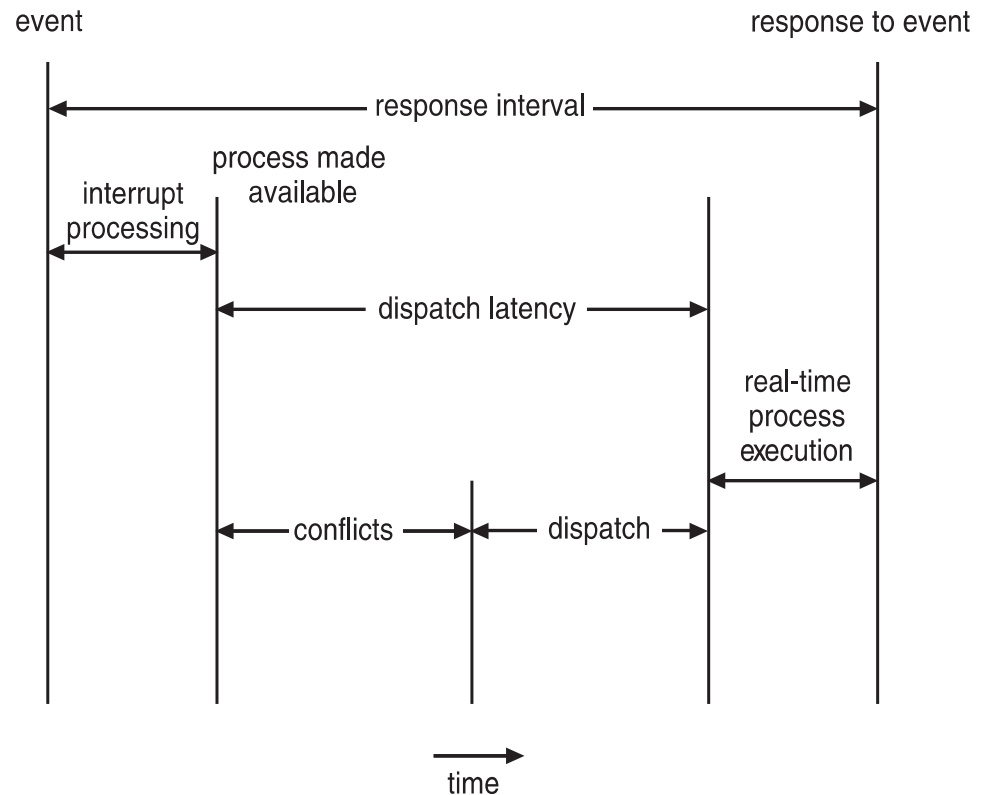 event
response to event
response interval
process made
available
interrupt
processing
dispatch latency
real-time
process
execution
conflicts
dispatch
time